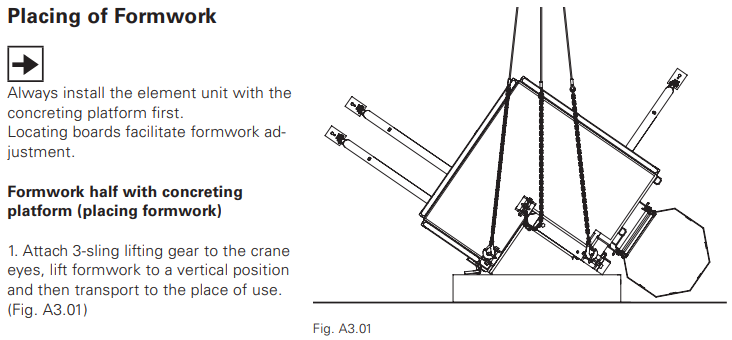 Placing of Formwork
Always install the element unit with the
concreting platform first.
Locating boards facilitate formwork ad-
justment.
Formwork half with concreting
platform (placing formwork)
1. Attach 3-sling lifting gear to the crane
eyes, lift formwork to a vertical position
and then transport to the place of use.
(Fig. A3.01)
Fig. A3.01